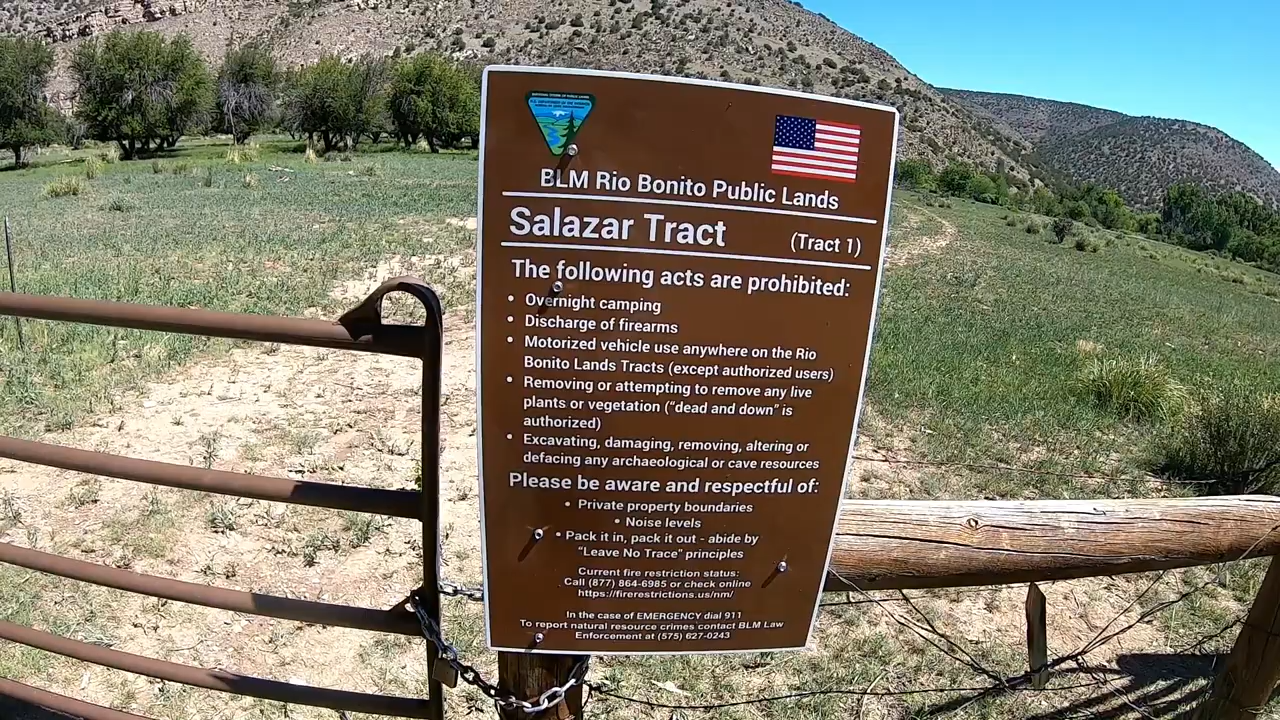 BLM Rio Bonito Public Lands
Salazar Tract (Tract 1)
The following acts are prohibited:
• Overnight camping
• Discharge of firearms
• Motorized vehicle use anywhere on the Rio
Bonito Lands Tracts (except authorized users)
• Removing or attempting to remove any live
plants or vegetation (“dead and down” is
authorized)
• Excavating, damaging, removing, altering or
defacing any archaeological or cave resources
Please be aware and respectful of:
• Private property boundaries
• Noise levels
• Pack it in, pack it out - abide by
“Leave No Trace” principles
Current fire restriction status:
Call (877) 864-6985 or check online
https://firerestrictions.us/nm/
In the case of EMERGENCY dial 911
To report natural resource crimes contact BLM Law
Enforcement at (575) 627-0243